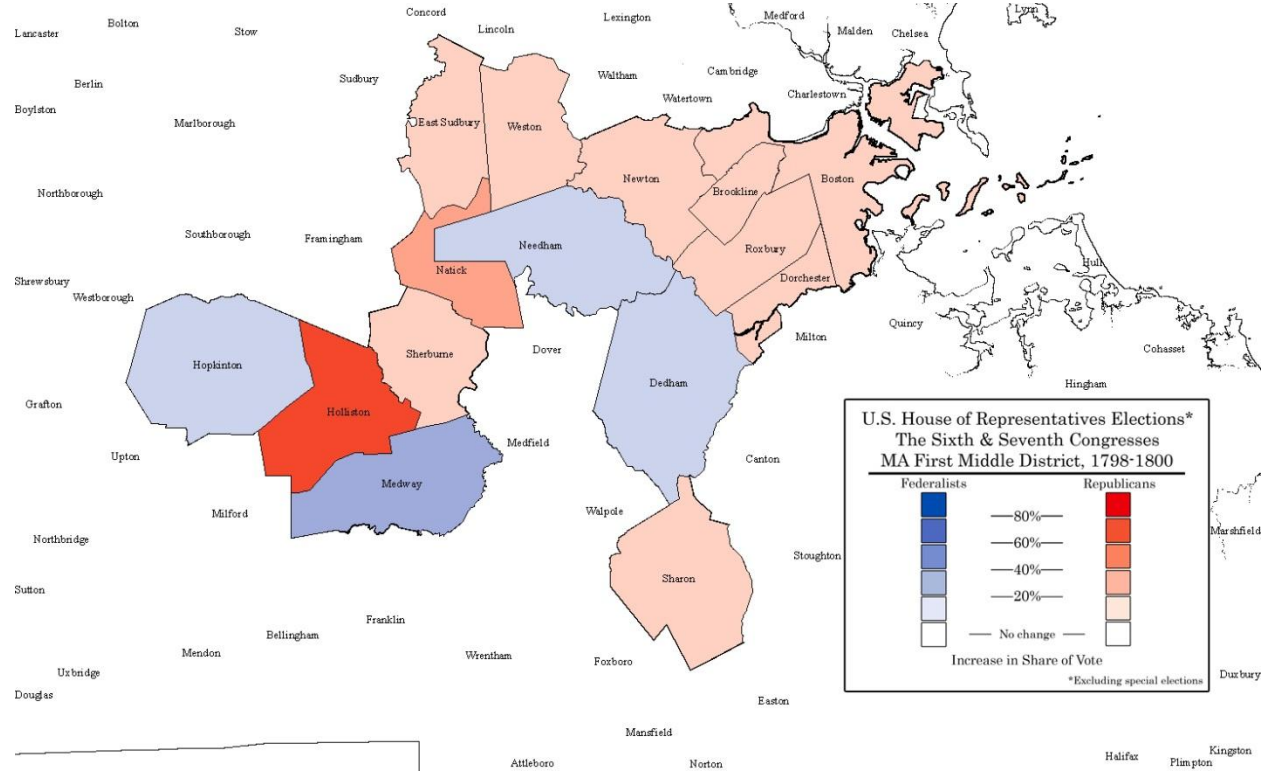 Concord
Lexington
Medford
Lynn
Bolton
Stow
Lincoln
Malden
Chelsea
Lancaster
Sudbury
Waltham
Cambridge
Berlin
Watertown
Charlestown
Boylston
Marlborough
East Sudbury
Weston
Northborough
Newton
Brookline
Boston
Southborough
Framingham
Needham
Roxbury
Natick
Hull
Shrewsbury
Westborough
Dorchester
Quincy
Milton
Dover
Sherburne
Cohasset
Hopkinton
Dedham
Hingham
Grafton
Holliston
Medfield
Upton
Canton
Medway
Milford
Walpole
Northbridge
Stoughton
Marshfield
Sharon
Sutton
Franklin
Bellingham
Mendon
Wrentham
Foxboro
Uxbridge
Duxbury
Douglas
Easton
Mansfield
Kingston
Halifax
Plimpton
Attleboro
Norton
U.S. House of Representatives Elections*
The Sixth & Seventh Congresses
MA First Middle District, 1798-1800
Federalists Republicans
80%
60%
40%
20%
No change
Increase in Share of Vote
*Excluding special elections